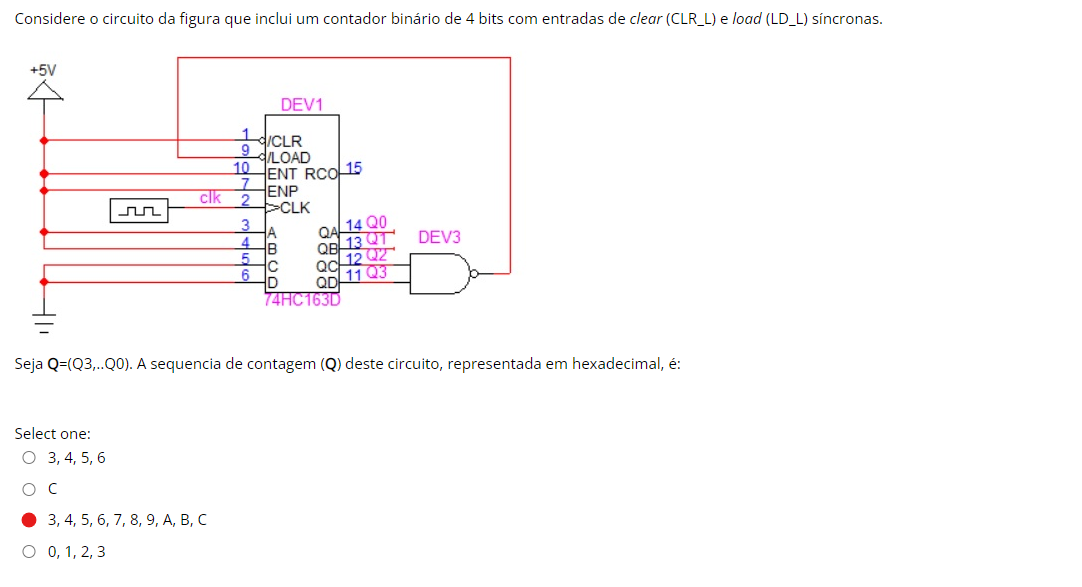 Considere o circuito da figura que inclui um contador binário de 4 bits com entradas de clear (CLR_L) e load (LD_L) síncronas.
+5V
DEV1
1
/CLR
9
/LOAD
10
ENT RCO
15
7
ENP
clk
2
CLK
3
A
QA
14 Q0
4
B
QB
13 Q1
DEV3
5
C
QC
12 Q2
6
D
QD
11 Q3
74HC163D
Seja Q=(Q3,..Q0). A sequencia de contagem (Q) deste circuito, representada em hexadecimal, é:
Select one:
3, 4, 5, 6
C
3, 4, 5, 6, 7, 8, 9, A, B, C
0, 1, 2, 3